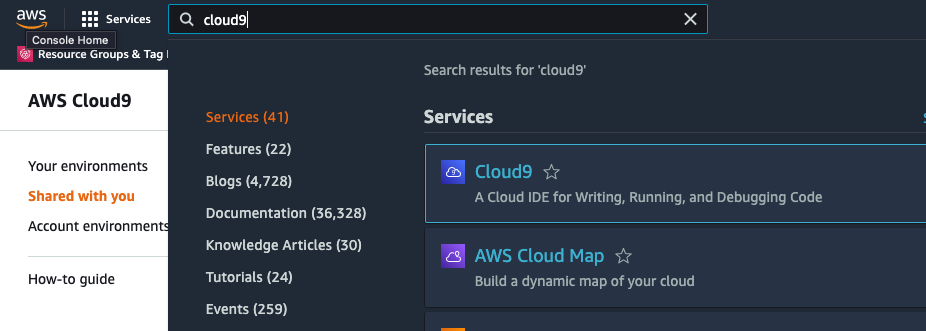 aws
Services
cloud9
Console Home
Resource Groups & Tag
AWS Cloud9
Your environments
Shared with you
Account environments
How-to guide
Search results for 'cloud9'
Services (41)
Features (22)
Blogs (4,728)
Documentation (36,328)
Knowledge Articles (30)
Tutorials (24)
Events (259)
Services
Cloud9
A Cloud IDE for Writing, Running, and Debugging Code
AWS Cloud Map
Build a dynamic map of your cloud